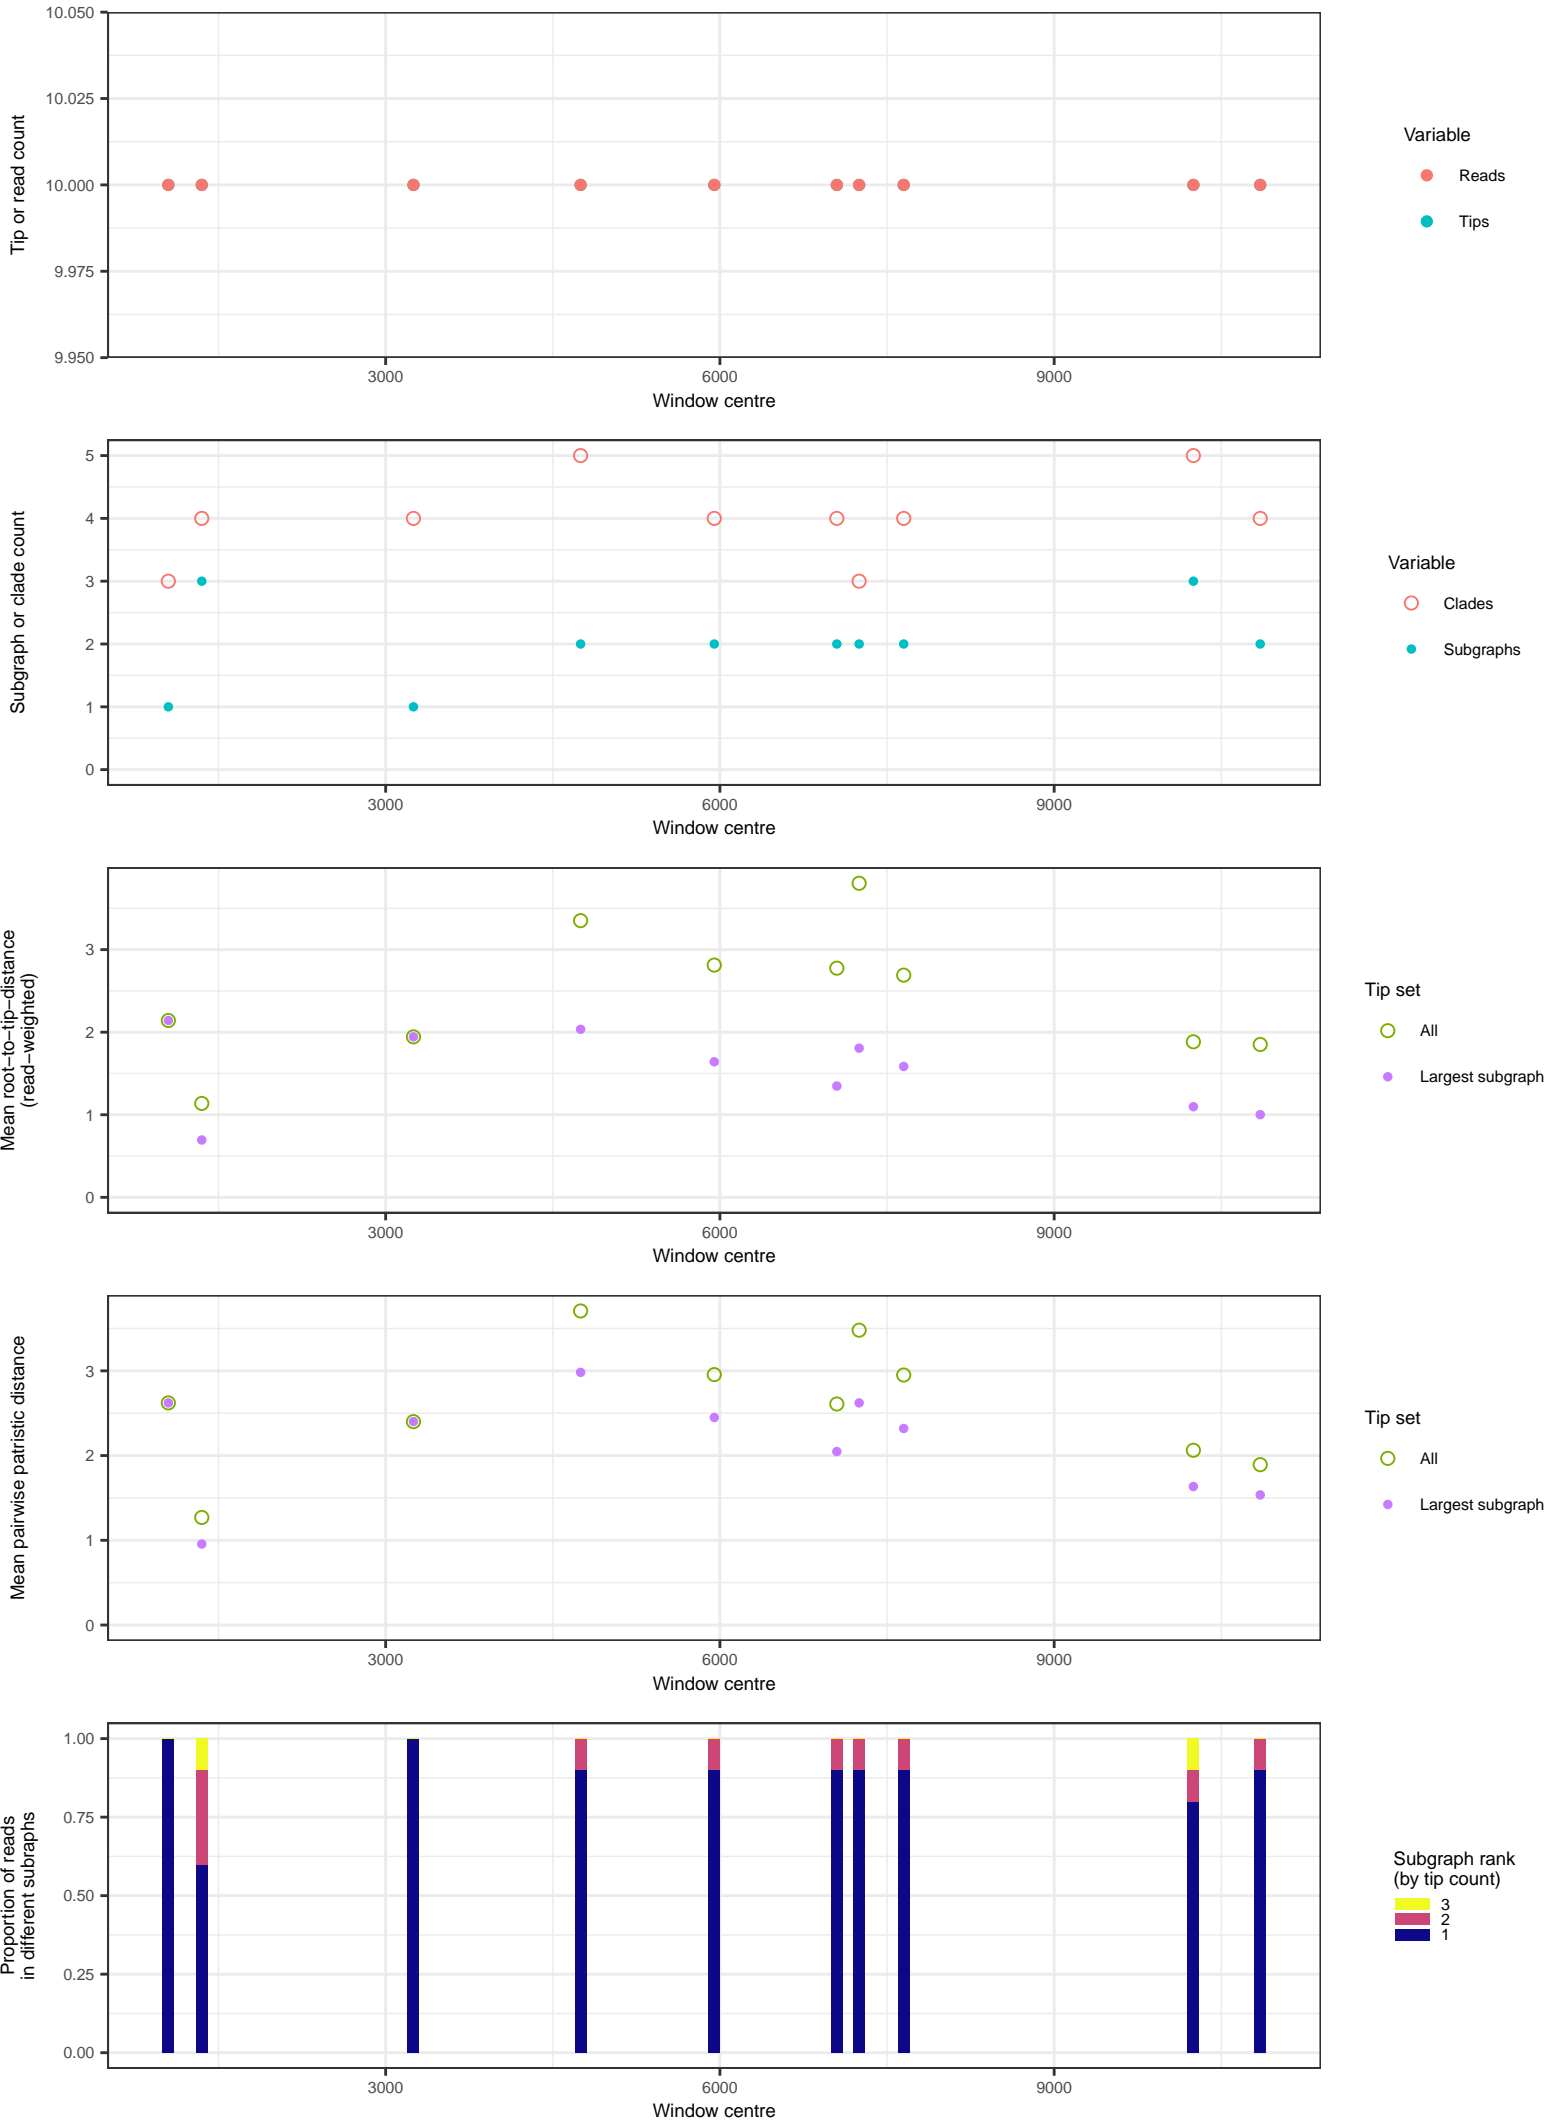 10.050
10.025
10.000
9.975
9.950
Tip or read count
3000 6000 9000
Window centre
Variable
Reads
Tips
5
4
3
2
1
0
Subgraph or clade count
3000 6000 9000
Window centre
Variable
Clades
Subgraphs
3
2
1
0
Mean root−to−tip−distance
(read−weighted)
3000 6000 9000
Window centre
Tip set
All
Largest subgraph
3
2
1
0
Mean pairwise patristic distance
3000 6000 9000
Window centre
Tip set
All
Largest subgraph
1.00
0.75
0.50
0.25
0.00
Proportion of reads
in different subraphs
3000 6000 9000
Window centre
Subgraph rank
(by tip count)
3
2
1